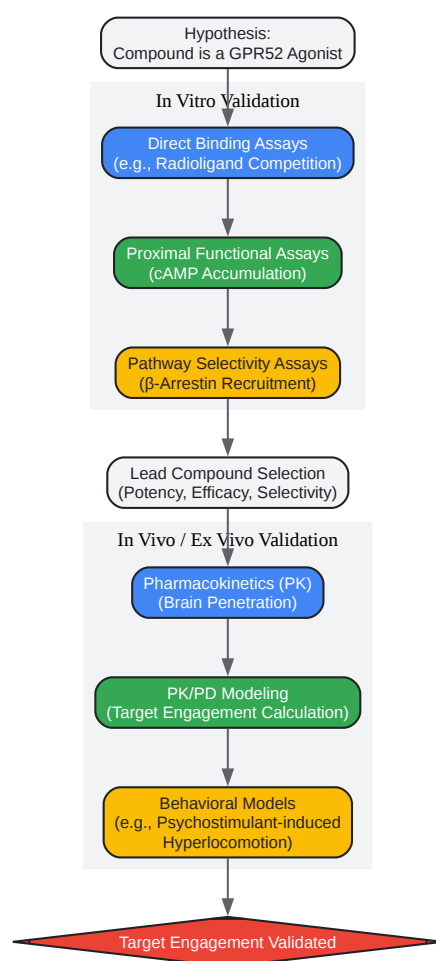 Hypothesis:
Compound is a GPR52 Agonist
In Vitro Validation
Direct Binding Assays
(e.g., Radioligand Competition)
Proximal Functional Assays
(cAMP Accumulation)
Pathway Selectivity Assays
(β-Arrestin Recruitment)
Lead Compound Selection
(Potency, Efficacy, Selectivity)
In Vivo / Ex Vivo Validation
Pharmacokinetics (PK)
(Brain Penetration)
PK/PD Modeling
(Target Engagement Calculation)
Behavioral Models
(e.g., Psychostimulant-induced
Hyperlocomotion)
Target Engagement Validated